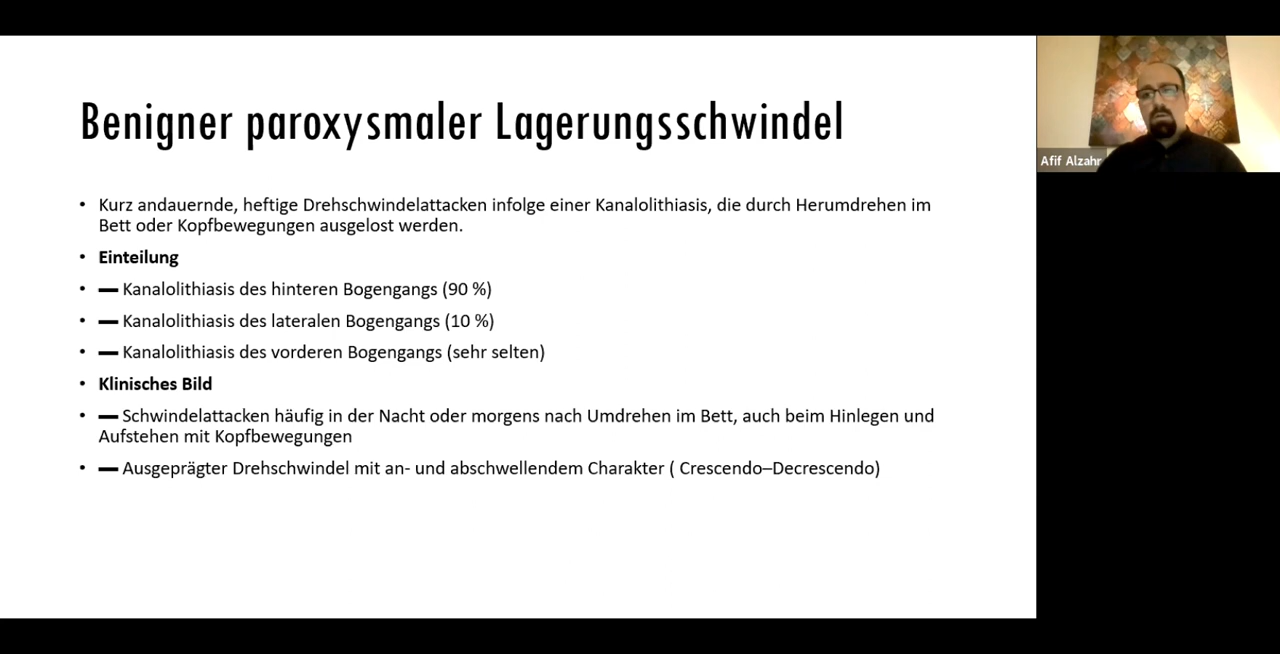 Benigner paroxysmaler Lagerungsschwindel
• Kurz andauernde, heftige Drehschwindelattacken infolge einer Kanalolithiasis, die durch Herumdrehen im
Bett oder Kopfbewegungen ausgelost werden.
• Einteilung
• — Kanalolithiasis des hinteren Bogengangs (90 %)
• — Kanalolithiasis des lateralen Bogengangs (10 %)
• — Kanalolithiasis des vorderen Bogengangs (sehr selten)
• Klinisches Bild
• — Schwindelattacken häufig in der Nacht oder morgens nach Umdrehen im Bett, auch beim Hinlegen und
Aufstehen mit Kopfbewegungen
• — Ausgeprägter Drehschwindel mit an- und abschwellendem Charakter ( Crescendo–Decrescendo)
Afif Alzahr